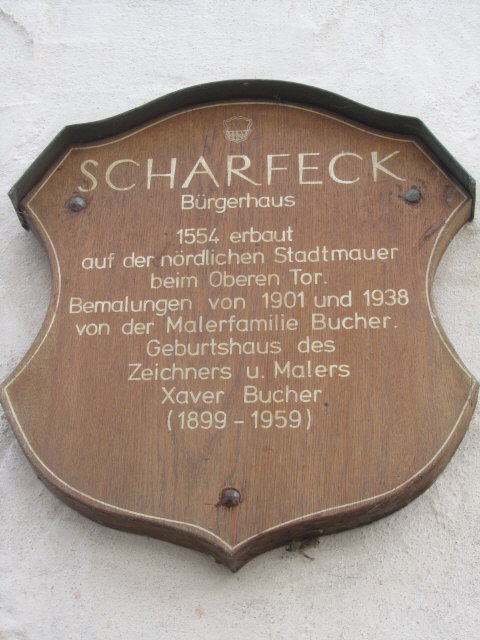 SCHARFECK
Bürgerhaus
1554 erbaut
auf der nördlichen Stadtmauer
beim Oberen Tor.
Bemalungen von 1901 und 1938
von der Malerfamilie Bucher.
Geburtshaus des
Zeichners u. Malers
Xaver Bucher
(1899 - 1959)